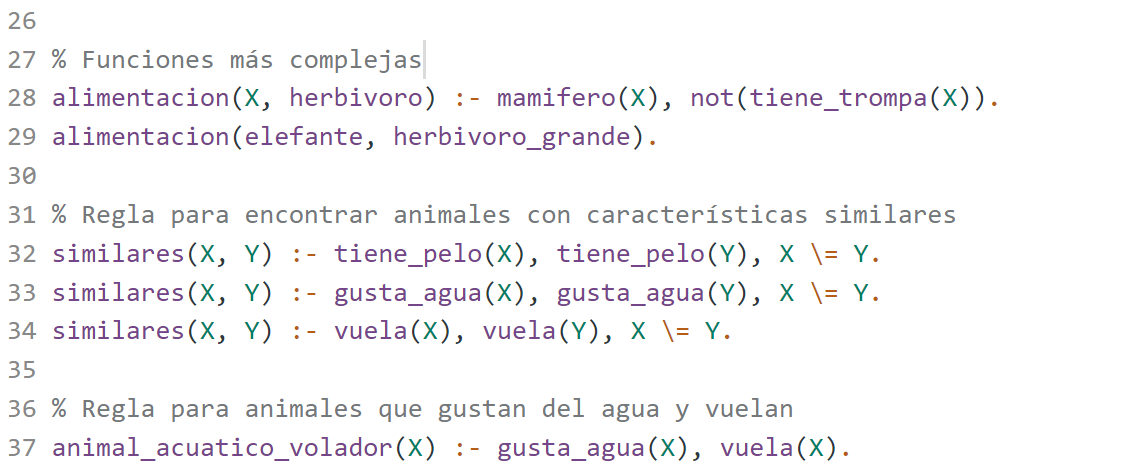 26
27 % Funciones más complejas
28 alimentacion(X, herbivoro) :- mamifero(X), not(tiene_trompa(X)).
29 alimentacion(elefante, herbivoro_grande).
30
31 % Regla para encontrar animales con características similares
32 similares(X, Y) :- tiene_pelo(X), tiene_pelo(Y), X \= Y.
33 similares(X, Y) :- gusta_agua(X), gusta_agua(Y), X \= Y.
34 similares(X, Y) :- vuela(X), vuela(Y), X \= Y.
35
36 % Regla para animales que gustan del agua y vuelan
37 animal_acuatico_volador(X) :- gusta_agua(X), vuela(X).